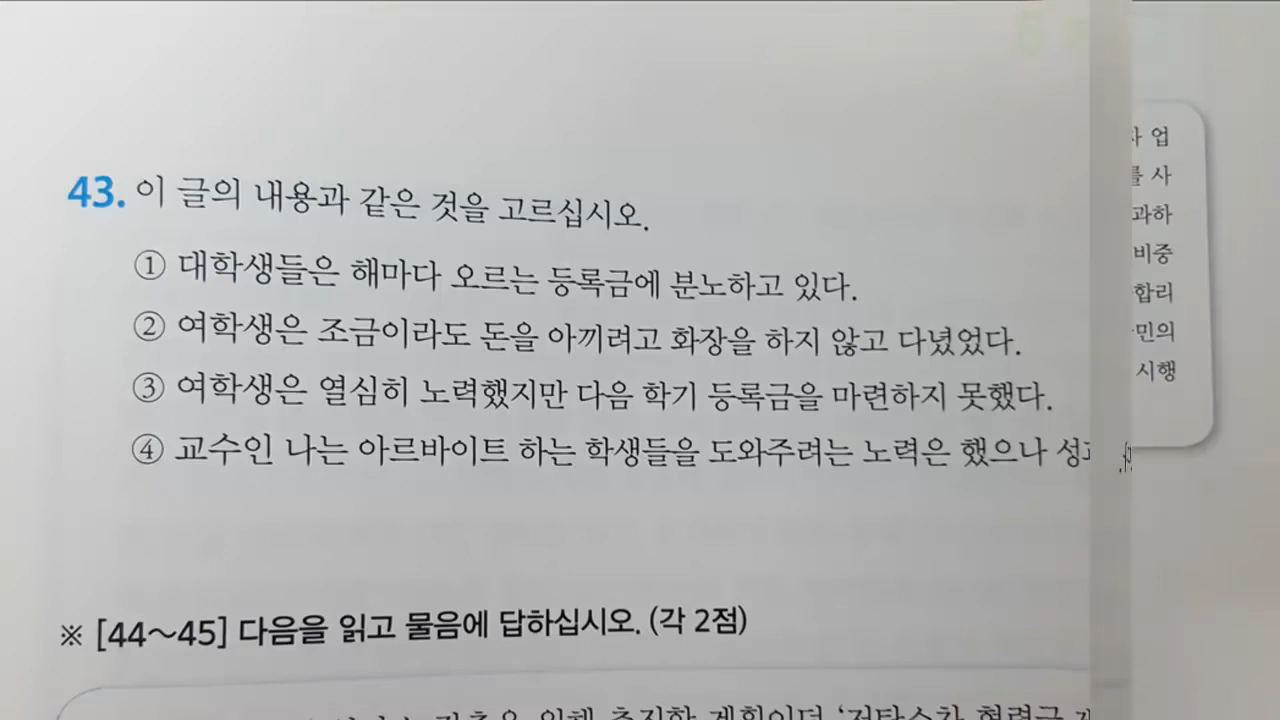 43. 이 글의 내용과 같은 것을 고르십시오.
① 대학생들은 해마다 오르는 등록금에 분노하고 있다.
② 여학생은 조금이라도 돈을 아끼려고 화장을 하지 않고 다녔었다.
③ 여학생은 열심히 노력했지만 다음 학기 등록금을 마련하지 못했다.
④ 교수인 나는 아르바이트 하는 학생들을 도와주려는 노력은 했으나
※ [44～45] 다음을 읽고 물음에 답하십시오. (각 2점)
업
사
과하
비중
합리
민의
시행